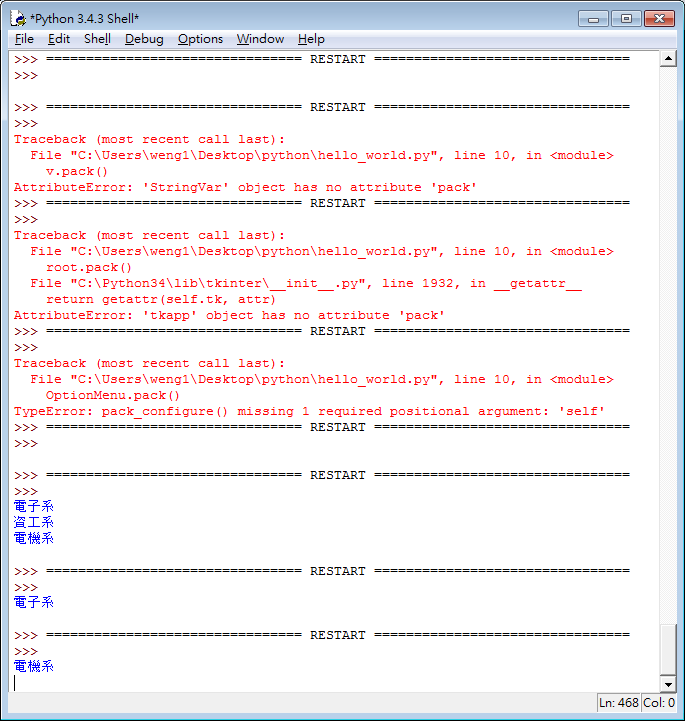 *Python 3.4.3 Shell*
File Edit Shell Debug Options Window Help
>>> ================================ RESTART ================================
>>>
>>> ================================ RESTART ================================
>>>
Traceback (most recent call last):
  File "C:\Users\weng1\Desktop\python\hello_world.py", line 10, in <module>
    v.pack()
AttributeError: 'StringVar' object has no attribute 'pack'
>>> ================================ RESTART ================================
>>>
Traceback (most recent call last):
  File "C:\Users\weng1\Desktop\python\hello_world.py", line 10, in <module>
    root.pack()
  File "C:\Python34\lib\tkinter\__init__.py", line 1932, in __getattr__
    return getattr(self.tk, attr)
AttributeError: 'tkapp' object has no attribute 'pack'
>>> ================================ RESTART ================================
>>>
Traceback (most recent call last):
  File "C:\Users\weng1\Desktop\python\hello_world.py", line 10, in <module>
    OptionMenu.pack()
TypeError: pack_configure() missing 1 required positional argument: 'self'
>>> ================================ RESTART ================================
>>>
>>> ================================ RESTART ================================
>>>
電子系
資工系
電機系
>>> ================================ RESTART ================================
>>>
電子系
>>> ================================ RESTART ================================
>>>
電機系
Ln: 468 Col: 0